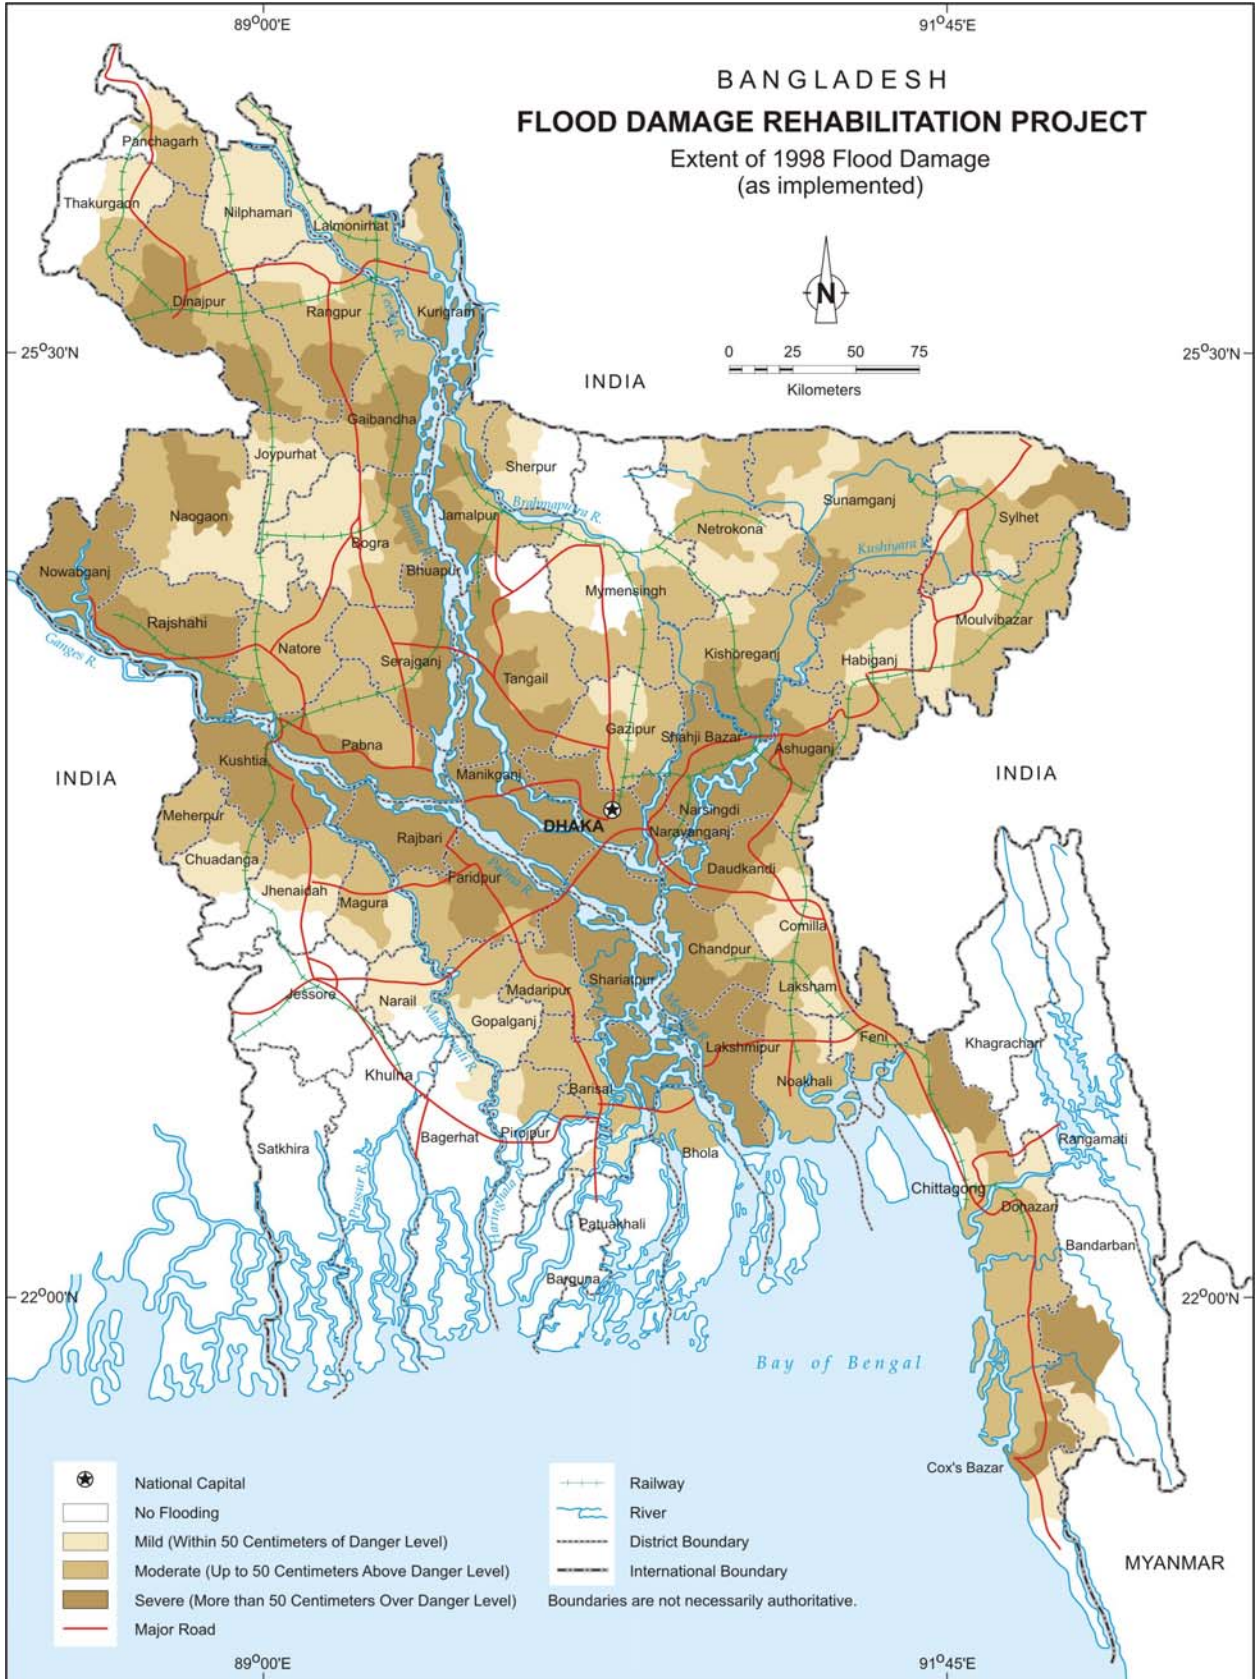 89°00'E
91°45'E
BANGLADESH
FLOOD DAMAGE REHABILITATION PROJECT
Extent of 1998 Flood Damage
(as implemented)
N
0 25 50 75
Kilometers
25°30'N
25°30'N
INDIA
Panchagarh
Thakurgaon
Nilphamari
Lalmonirhat
Dinajpur
Rangpur
Teesta R.
Kurigram
Gaibandha
Joypurhat
Sherpur
Sunamganj
Naogaon
Jamalpur
Brahmaputra R.
Netrokona
Sylhet
Bogra
Jamuna R.
Kushiyara R.
Nowabganj
Bhuapur
Mymensingh
Rajshahi
Moulvibazar
Ganges R.
Natore
Serajganj
Tangail
Kishoreganj
Habiganj
Gazipur
Shahji Bazar
Pabna
Ashuganj
Kushtia
Manikganj
INDIA
INDIA
Meherpur
DHAKA
Narsingdi
Narayanganj
Rajbari
Chuadanga
Padma R.
Daudkandi
Jhenaidah
Magura
Faridpur
Comilla
Chandpur
Jessore
Narail
Madaripur
Shariatpur
Laksham
Gopalganj
Madhumati R.
Meghna R.
Lakshmipur
Feni
Khagrachari
Khulna
Barisal
Noakhali
Satkhira
Bagerhat
Pirojpur
Bhola
Rangamati
Pussur R.
Haringhata R.
Chittagong
Dohazari
Patuakhali
Bandarban
Barguna
22°00'N
22°00'N
Bay of Bengal
Cox's Bazar
MYANMAR
National Capital
No Flooding
Mild (Within 50 Centimeters of Danger Level)
Moderate (Up to 50 Centimeters Above Danger Level)
Severe (More than 50 Centimeters Over Danger Level)
Major Road
Railway
River
District Boundary
International Boundary
Boundaries are not necessarily authoritative.
89°00'E
91°45'E